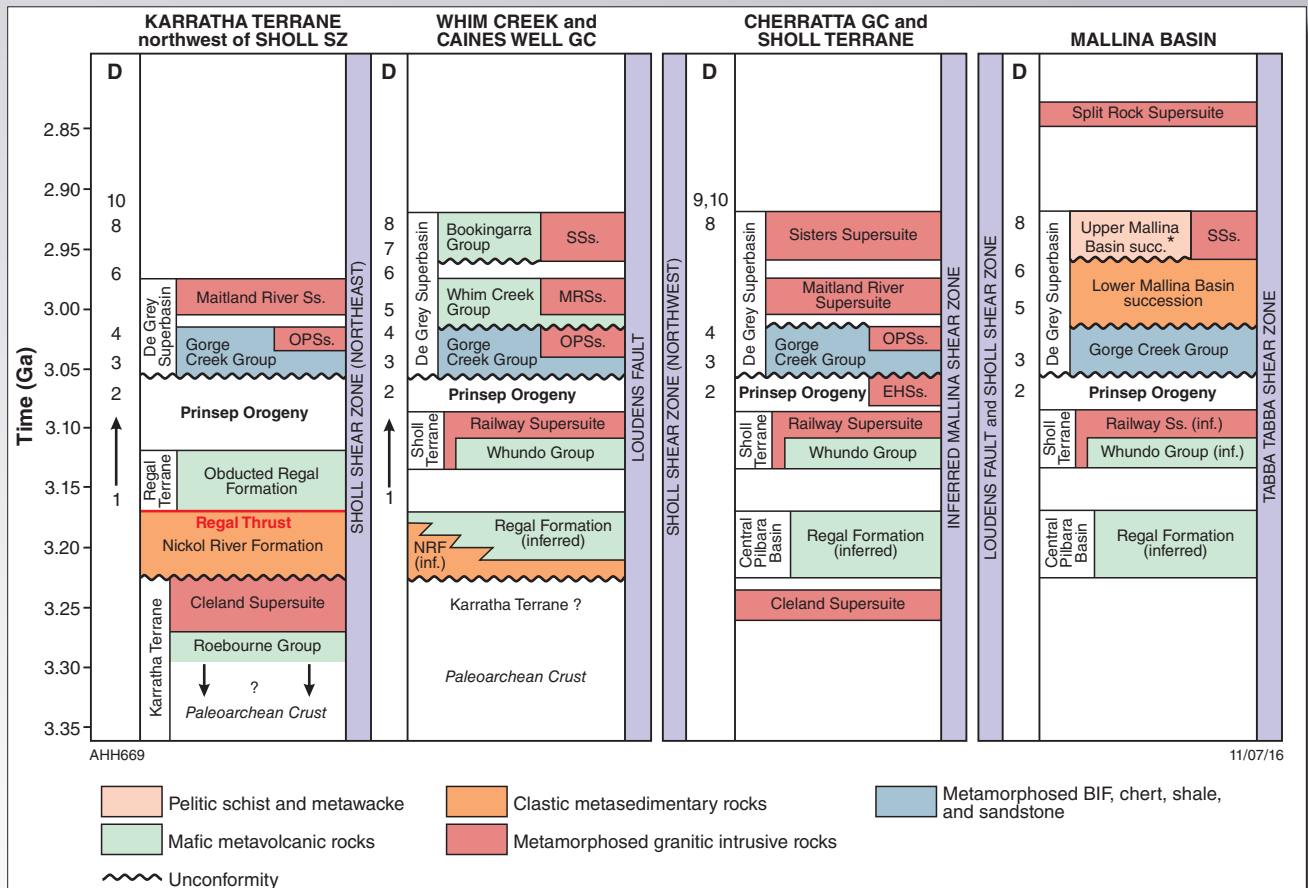 KARRATHA TERRANE
northwest of SHOLL SZ
WHIM CREEK and
CAINES WELL GC
CHERRATTA GC and
SHOLL TERRANE
MALLINA BASIN
Time (Ga)
2.85
2.90
2.95
3.00
3.05
3.10
3.15
3.20
3.25
3.30
3.35
D
10
8
6
4
3
2
1
De Grey
Superbasin
Maitland River Ss.
Gorge
Creek Group
OPSs.
Prinsep Orogeny
Regal
Terrane
Obducted Regal
Formation
Regal Thrust
Nickol River Formation
Karratha Terrane
Cleland Supersuite
Roebourne Group
?
Paleoarchean Crust
SHOLL SHEAR ZONE (NORTHEAST)
D
8
7
6
5
4
3
2
1
De Grey Superbasin
Bookingarra
Group
SSs.
Whim Creek
Group
MRSs.
Gorge
Creek Group
OPSs.
Prinsep Orogeny
Sholl
Terrane
Railway Supersuite
Whundo Group
Regal Formation
(inferred)
NRF
(inf.)
Karratha Terrane ?
Paleoarchean Crust
LOUDENS FAULT
SHOLL SHEAR ZONE (NORTHWEST)
D
9,10
8
4
3
2
De Grey Superbasin
Sisters Supersuite
Maitland River
Supersuite
Gorge
Creek Group
OPSs.
Prinsep Orogeny
EHSs.
Sholl
Terrane
Railway Supersuite
Whundo Group
Central
Pilbara
Basin
Regal Formation
(inferred)
Cleland Supersuite
INFERRED MALLINA SHEAR ZONE
LOUDENS FAULT and SHOLL SHEAR ZONE
D
8
6
5
3
2
Split Rock Supersuite
De Grey Superbasin
Upper Mallina
Basin succ.*
SSs.
Lower Mallina Basin
succession
Gorge Creek Group
Prinsep Orogeny
Sholl
Terrane
Railway Ss. (inf.)
Whundo Group (inf.)
Central
Pilbara
Basin
Regal Formation
(inferred)
TABBA TABBA SHEAR ZONE
AHH669
11/07/16
Pelitic schist and metawacke
Clastic metasedimentary rocks
Metamorphosed BIF, chert, shale,
and sandstone
Mafic metavolcanic rocks
Metamorphosed granitic intrusive rocks
Unconformity